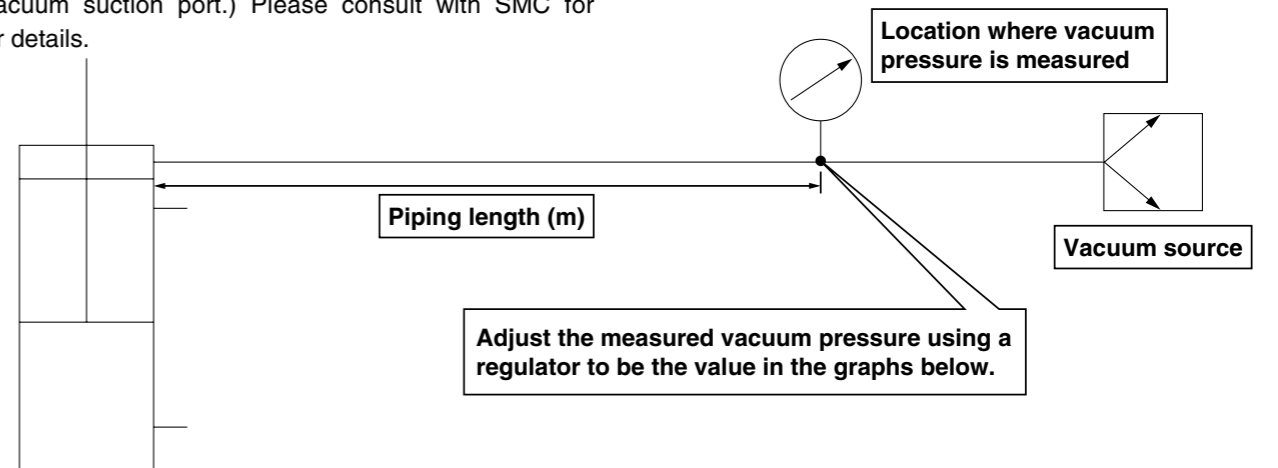 acuum suction port.) Please consult with SMC for
r details.
Location where vacuum
pressure is measured
Piping length (m)
Vacuum source
Adjust the measured vacuum pressure using a
regulator to be the value in the graphs below.